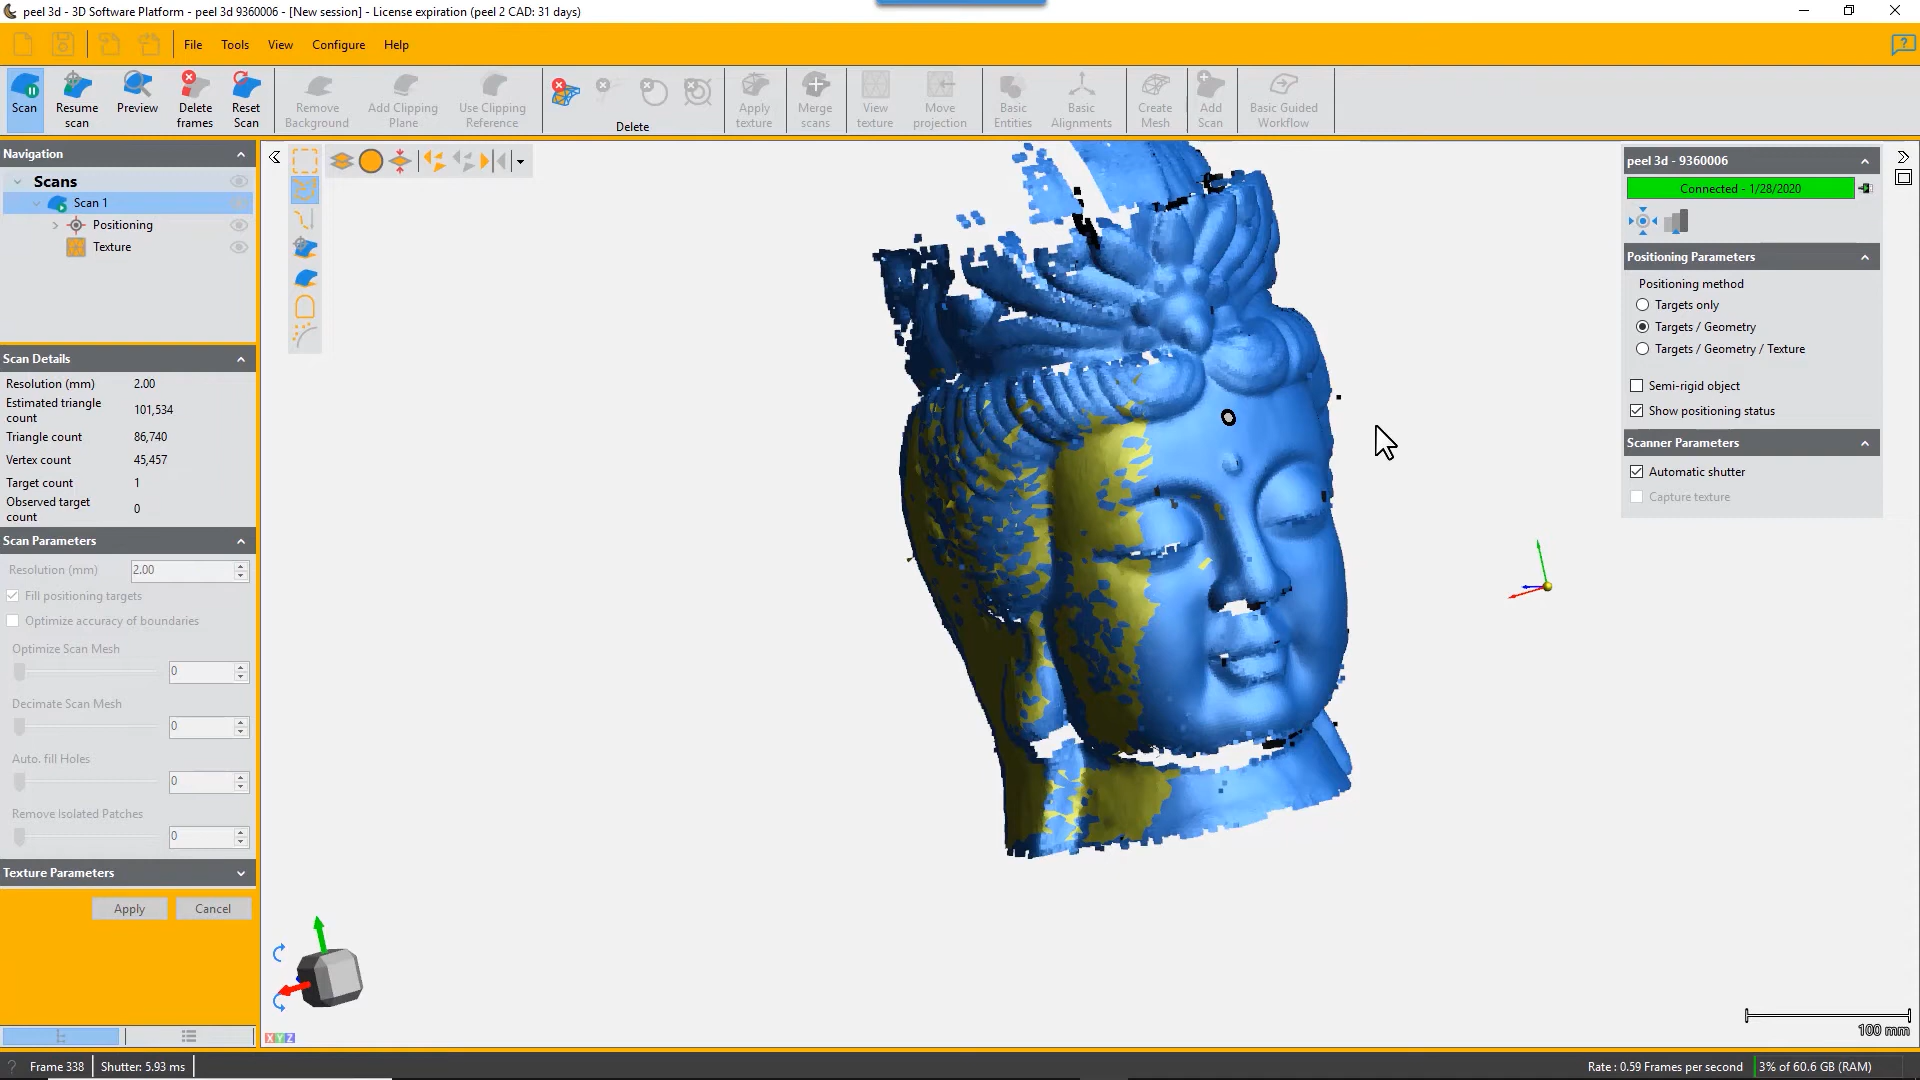 peel 3d - 3D Software Platform - peel 3d 9360006 - [New session] - License expiration (peel 2 CAD: 31 days)
File Tools View Configure Help
Scan
Resume scan
Preview
Delete frames
Reset Scan
Remove Background
Add Clipping Plane
Use Clipping Reference
Delete
Apply texture
Merge scans
View texture
Move projection
Basic Entities
Basic Alignments
Create Mesh
Add Scan
Basic Guided Workflow
Navigation
Scans
Scan 1
Positioning
Texture
Scan Details
Resolution (mm) 2.00
Estimated triangle count 101,534
Triangle count 86,740
Vertex count 45,457
Target count 1
Observed target count 0
Scan Parameters
Resolution (mm) 2.00
Fill positioning targets
Optimize accuracy of boundaries
Optimize Scan Mesh
0
Decimate Scan Mesh
0
Auto. fill Holes
0
Remove Isolated Patches
0
Texture Parameters
Apply Cancel
peel 3d - 9360006
Connected - 1/28/2020
Positioning Parameters
Positioning method
Targets only
Targets / Geometry
Targets / Geometry / Texture
Semi-rigid object
Show positioning status
Scanner Parameters
Automatic shutter
Capture texture
XYZ
100 mm
? Frame 338 Shutter: 5.93 ms
Rate : 0.59 Frames per second 3% of 60.6 GB (RAM)